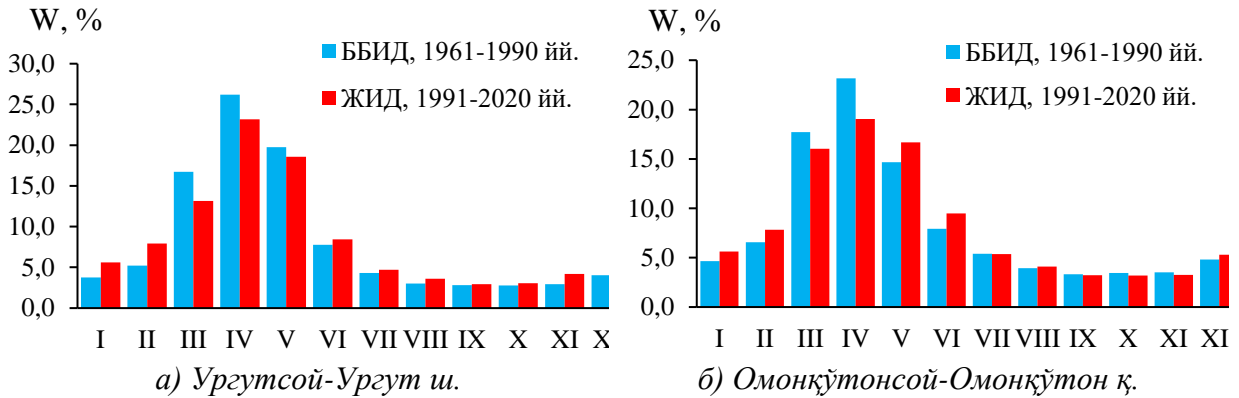 W, %
ББИД, 1961-1990 йй.
ЖИД, 1991-2020 йй.
30,0
25,0
20,0
15,0
10,0
5,0
0,0
I II III IV V VI VII VIII IX X XI X
а) Ургутсой-Ургут ш.
W, %
ББИД, 1961-1990 йй.
ЖИД, 1991-2020 йй.
25,0
20,0
15,0
10,0
5,0
0,0
I II III IV V VI VII VIII IX X XI XI
б) Омонқўтонсой-Омонқўтон қ.